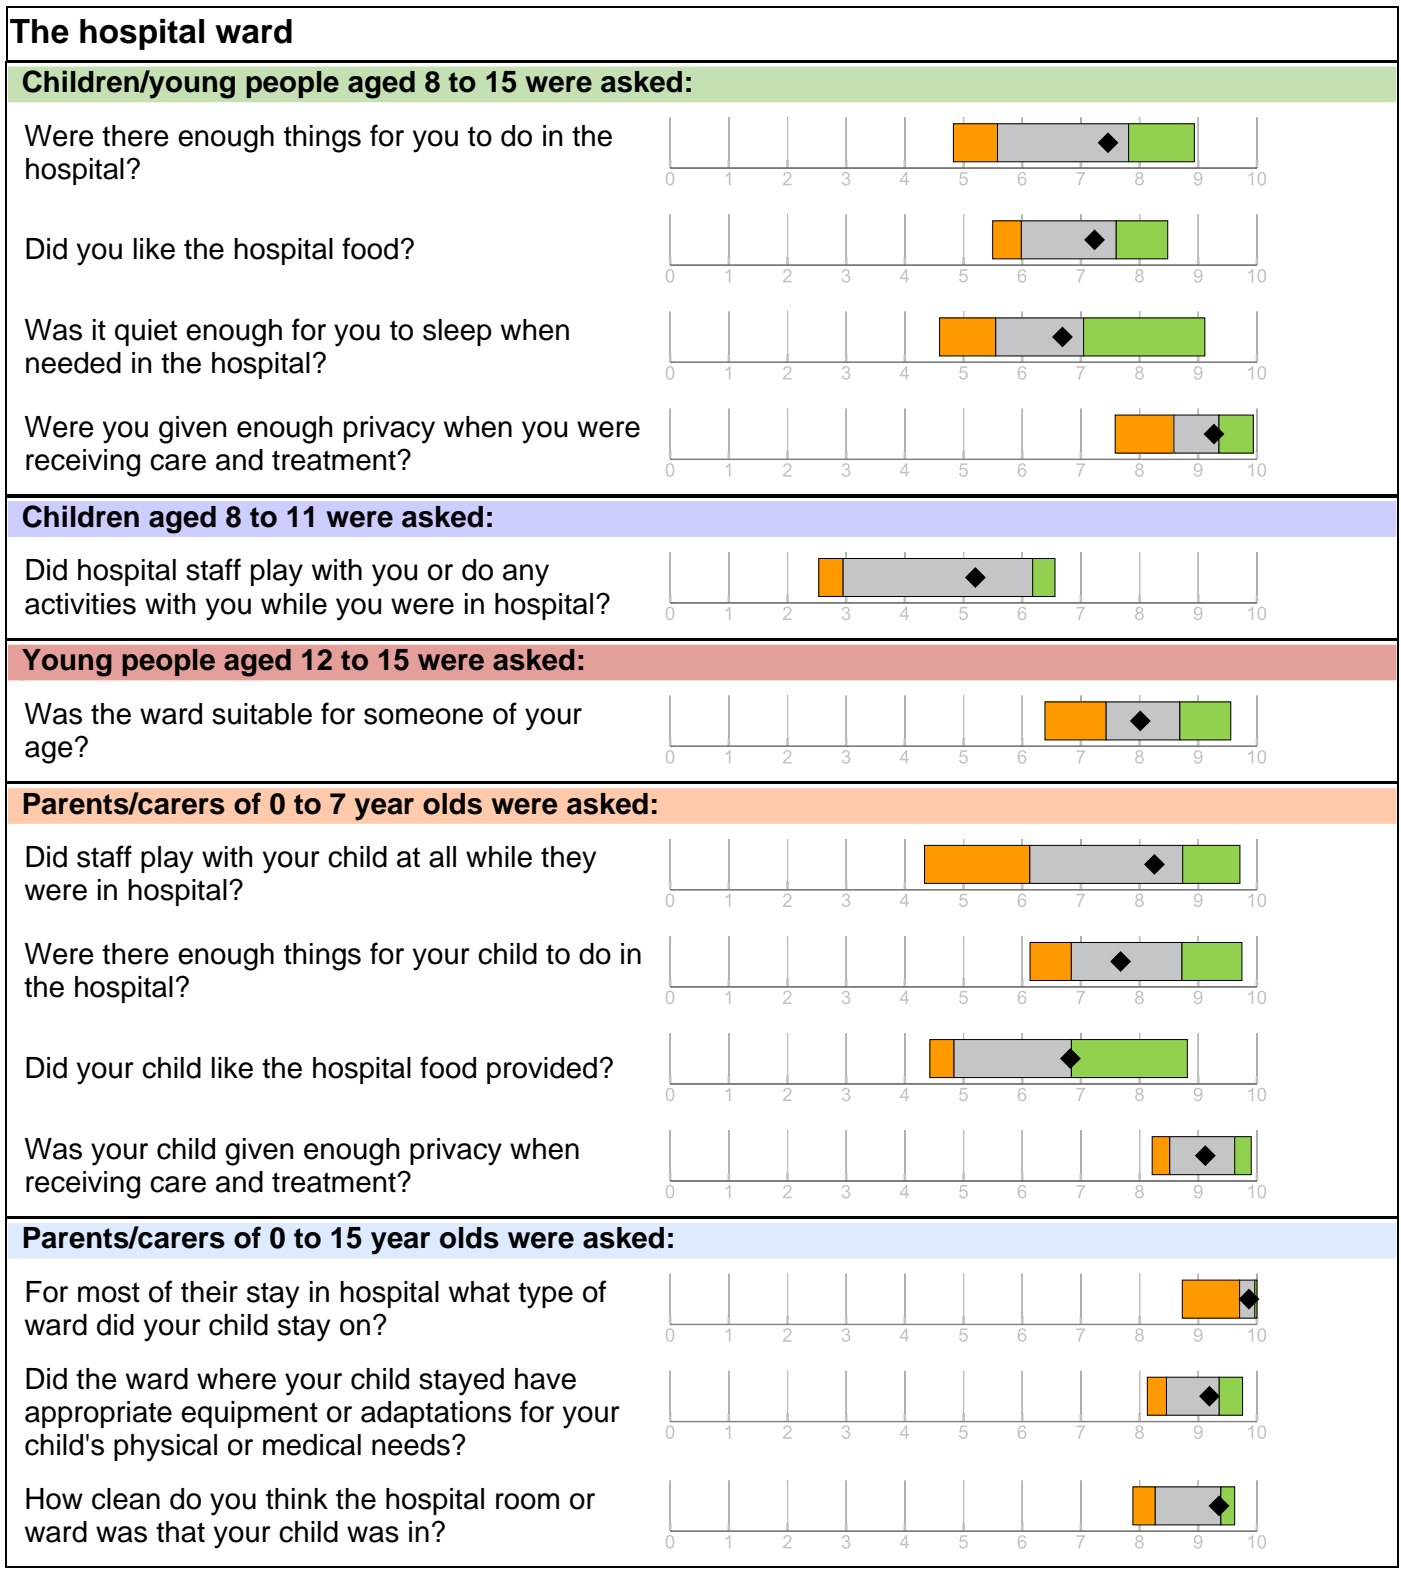 The hospital ward
Children/young people aged 8 to 15 were asked:
Were there enough things for you to do in the
hospital?
0 1 2 3 4 5 6 7 8 9 10
Did you like the hospital food?
0 1 2 3 4 5 6 7 8 9 10
Was it quiet enough for you to sleep when
needed in the hospital?
0 1 2 3 4 5 6 7 8 9 10
Were you given enough privacy when you were
receiving care and treatment?
0 1 2 3 4 5 6 7 8 9 10
Children aged 8 to 11 were asked:
Did hospital staff play with you or do any
activities with you while you were in hospital?
0 1 2 3 4 5 6 7 8 9 10
Young people aged 12 to 15 were asked:
Was the ward suitable for someone of your
age?
0 1 2 3 4 5 6 7 8 9 10
Parents/carers of 0 to 7 year olds were asked:
Did staff play with your child at all while they
were in hospital?
0 1 2 3 4 5 6 7 8 9 10
Were there enough things for your child to do in
the hospital?
0 1 2 3 4 5 6 7 8 9 10
Did your child like the hospital food provided?
0 1 2 3 4 5 6 7 8 9 10
Was your child given enough privacy when
receiving care and treatment?
0 1 2 3 4 5 6 7 8 9 10
Parents/carers of 0 to 15 year olds were asked:
For most of their stay in hospital what type of
ward did your child stay on?
0 1 2 3 4 5 6 7 8 9 10
Did the ward where your child stayed have
appropriate equipment or adaptations for your
child's physical or medical needs?
0 1 2 3 4 5 6 7 8 9 10
How clean do you think the hospital room or
ward was that your child was in?
0 1 2 3 4 5 6 7 8 9 10